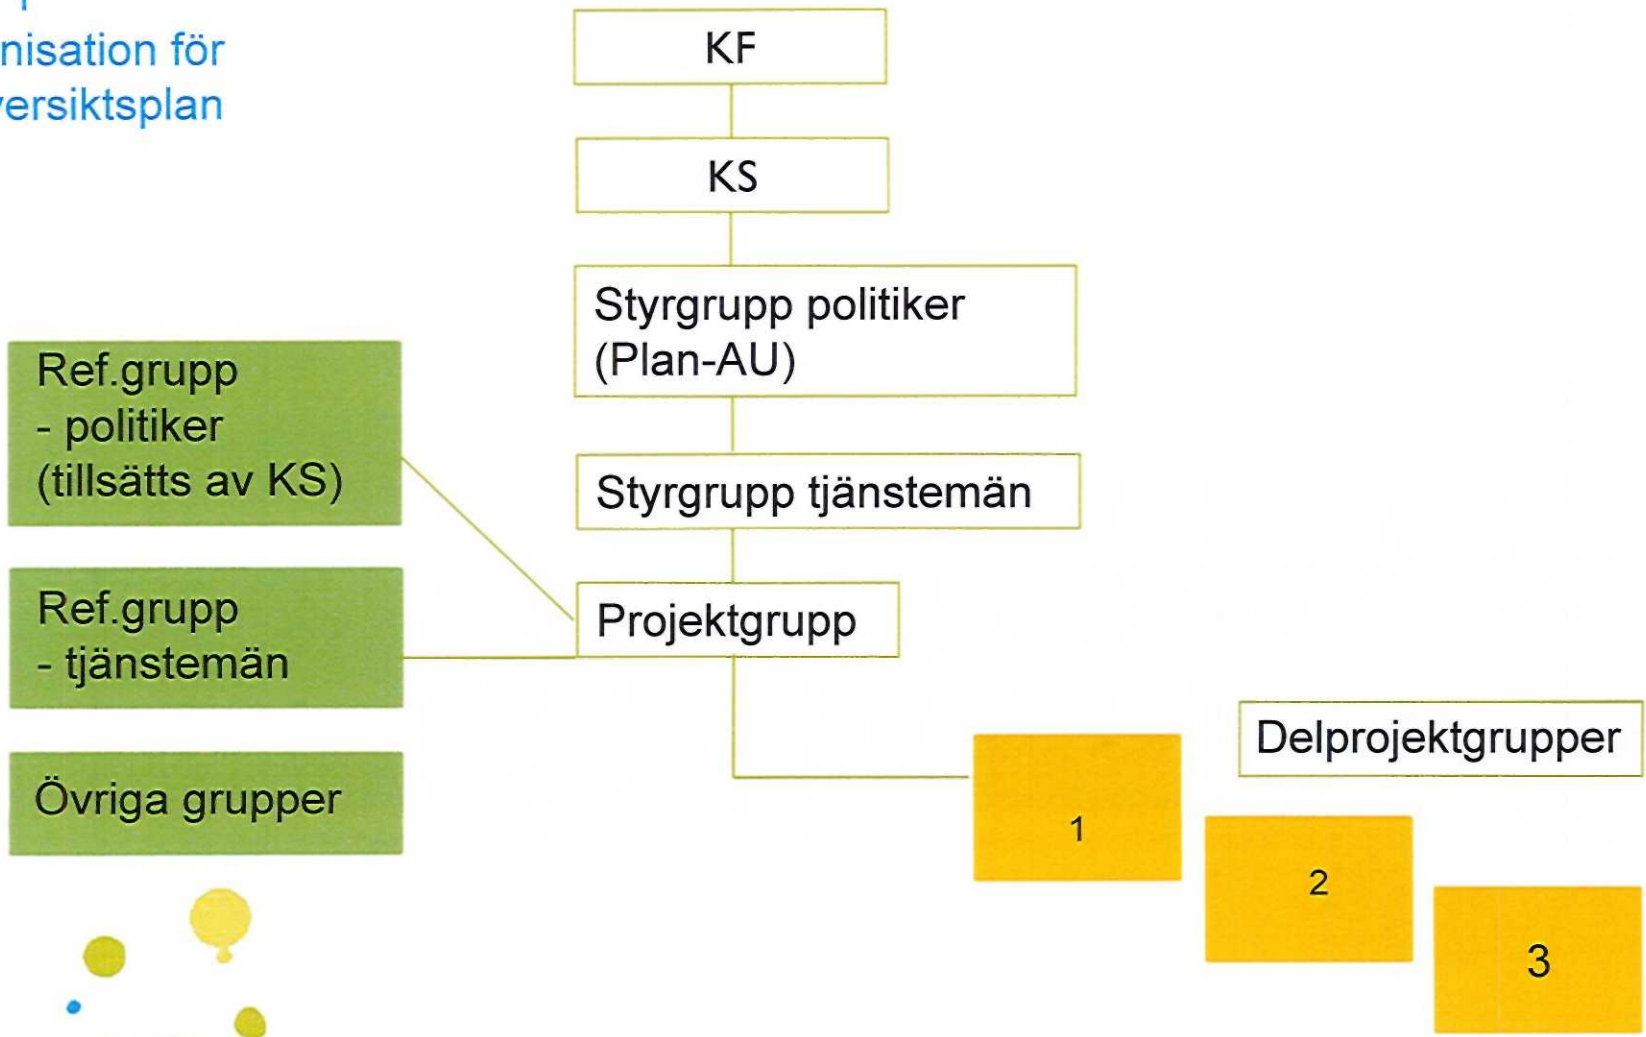 nisation för
versiktsplan
KF
KS
Styrgrupp politiker
(Plan-AU)
Styrgrupp tjänstemän
Projektgrupp
Ref.grupp
- politiker
(tillsätts av KS)
Ref.grupp
- tjänstemän
Övriga grupper
Delprojektgrupper
1
2
3